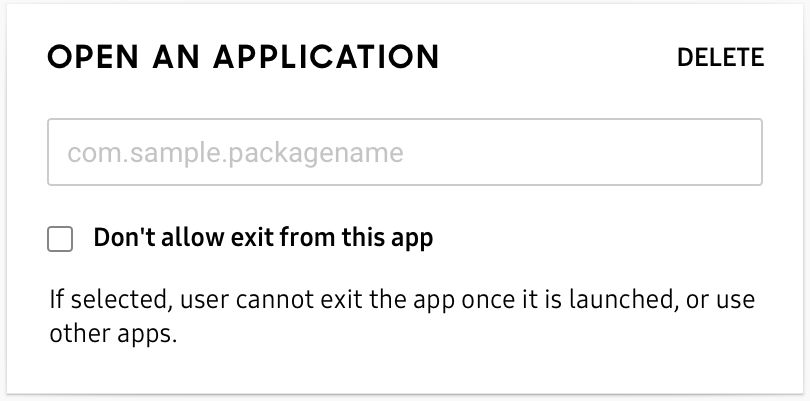 OPEN AN APPLICATION
DELETE
com.sample.packagename
Don't allow exit from this app
If selected, user cannot exit the app once it is launched, or use
other apps.